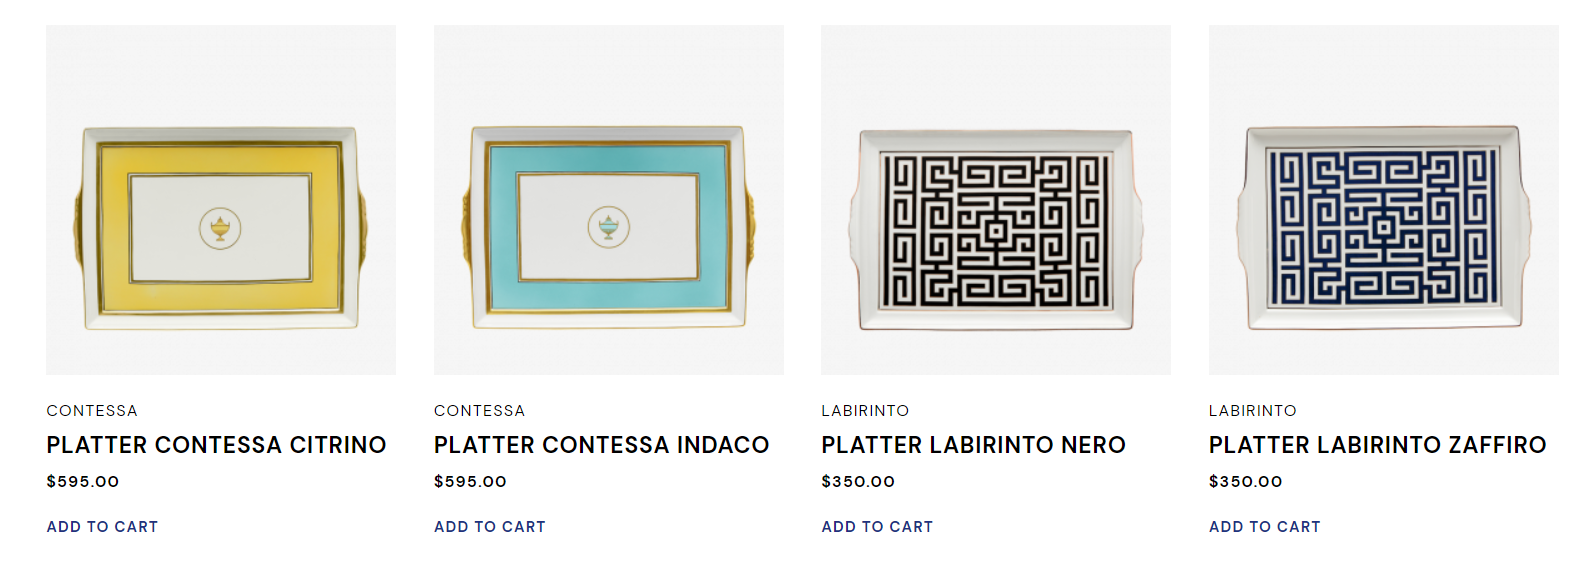 CONTESSA
PLATTER CONTESSA CITRINO
$595.00
ADD TO CART
CONTESSA
PLATTER CONTESSA INDACO
$595.00
ADD TO CART
LABIRINTO
PLATTER LABIRINTO NERO
$350.00
ADD TO CART
LABIRINTO
PLATTER LABIRINTO ZAFFIRO
$350.00
ADD TO CART